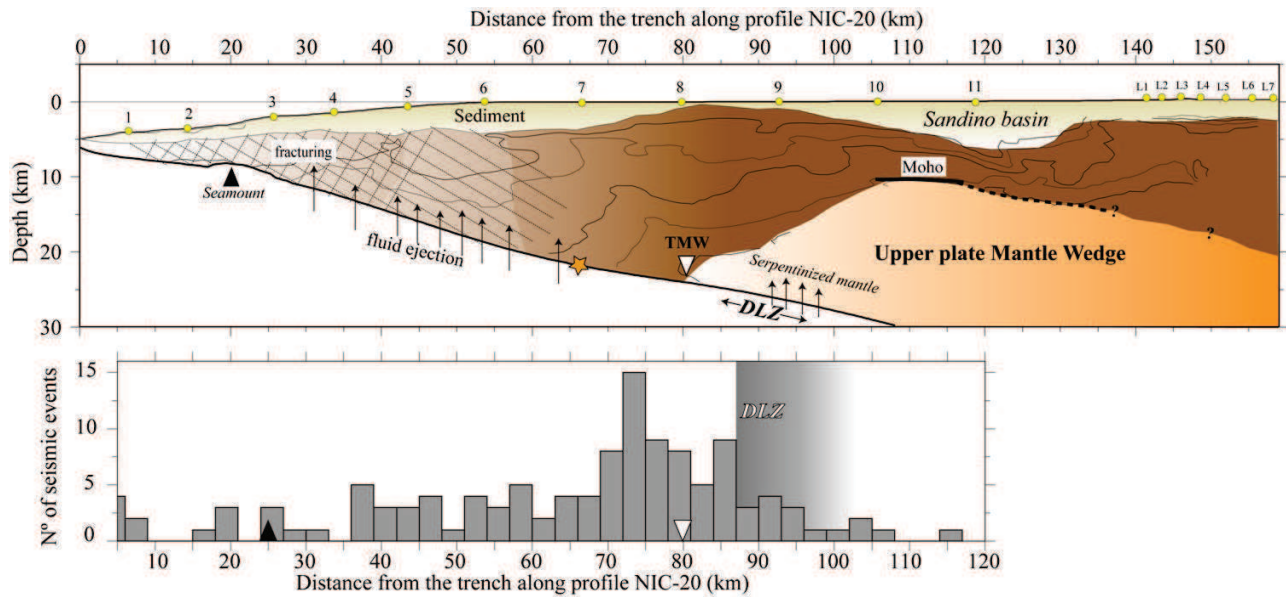 Distance from the trench along profile NIC-20 (km)
0 10 20 30 40 50 60 70 80 90 100 110 120 130 140 150
1 2 3 4 5 6 7 8 9 10 11 L1 L2 L3 L4 L5 L6 L7
0
10
20
30
Depth (km)
Sediment
Sandino basin
fracturing
Moho
Seamount
fluid ejection
TMW
?
?
Upper plate Mantle Wedge
Serpentinized mantle
DLZ
15
10
5
0
Nº of seismic events
DLZ
10 20 30 40 50 60 70 80 90 100 110 120
Distance from the trench along profile NIC-20 (km)